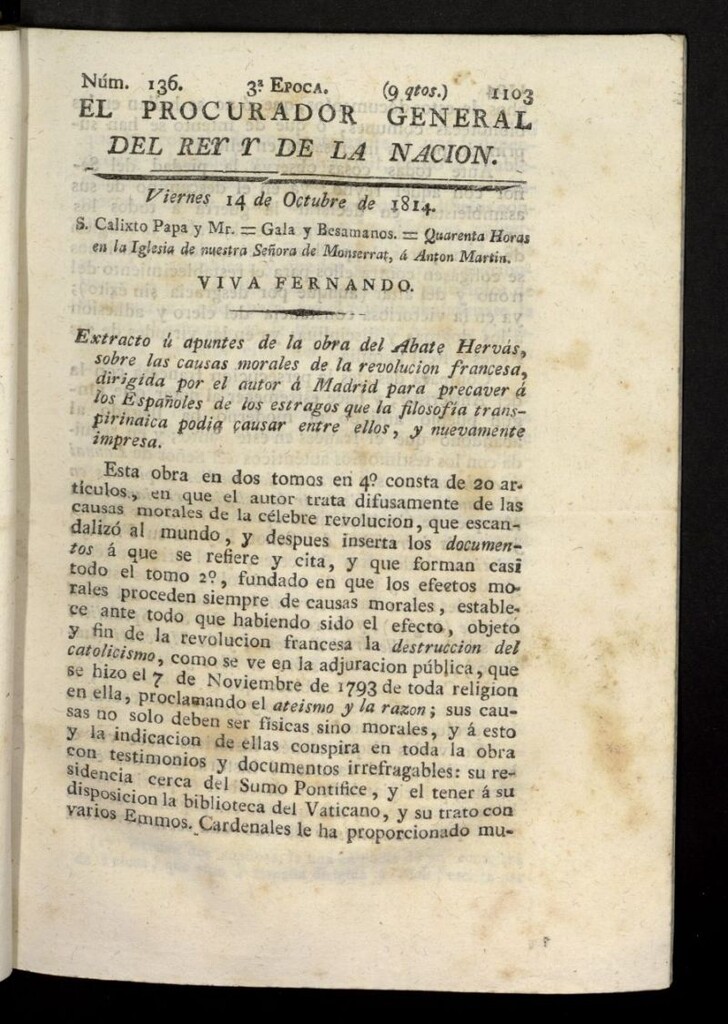 Núm. 136. 3ª EPOCA. (9 qtos.) 1103
EL PROCURADOR GENERAL
DEL REY Y DE LA NACION.
Viernes 14 de Octubre de 1814.
S. Calixto Papa y Mr. = Gala y Besamanos. = Quarenta Horas
en la Iglesia de nuestra Señora de Monserrat, á Anton Martin.
VIVA FERNANDO.
Extracto ú apuntes de la obra del Abate Hervás,
sobre las causas morales de la revolucion francesa,
dirigida por el autor á Madrid para precaver á
los Españoles de los estragos que la filosofía trans-
pirinaica podia causar entre ellos, y nuevamente
impresa.
Esta obra en dos tomos en 4º consta de 20 ar-
tículos, en que el autor trata difusamente de las
causas morales de la célebre revolucion, que escan-
dalizó al mundo, y despues inserta los documen-
tos á que se refiere y cita, y que forman casi
todo el tomo 2º, fundado en que los efectos mo-
rales proceden siempre de causas morales, estable-
ce ante todo que habiendo sido el efecto, objeto
y fin de la revolucion francesa la destruccion del
catolicismo, como se ve en la adjuracion pública, que
se hizo el 7 de Noviembre de 1793 de toda religion
en ella, proclamando el ateismo y la razon; sus cau-
sas no solo deben ser físicas sino morales, y á esto
y la indicacion de ellas conspira en toda la obra
con testimonios y documentos irrefragables: su re-
sidencia cerca del Sumo Pontífice, y el tener á su
disposicion la biblioteca del Vaticano, y su trato con
varios Emmos. Cardenales le ha proporcionado mu-